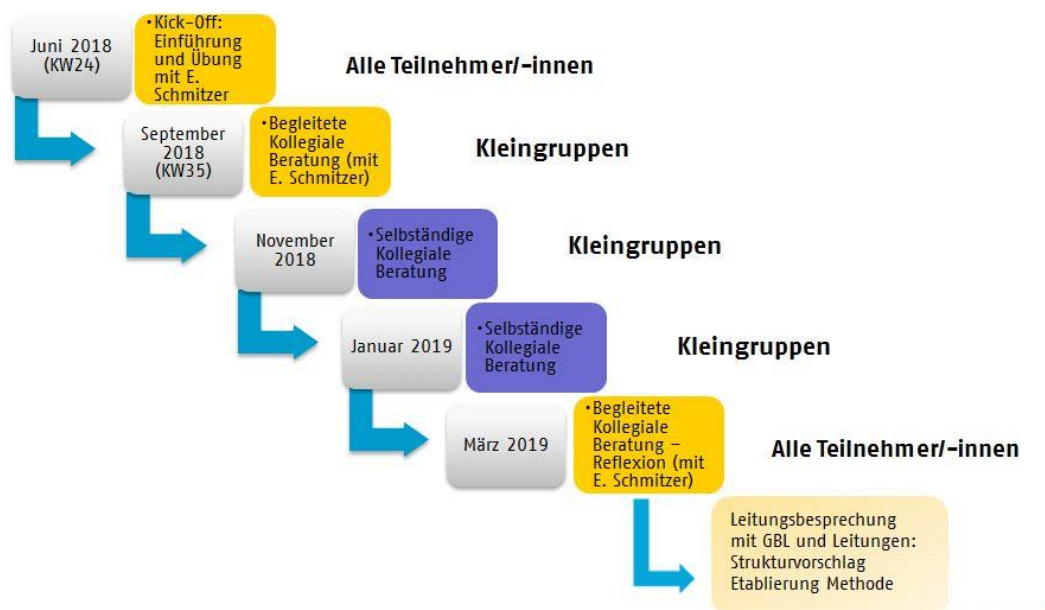 Juni 2018
(KW24)
•Kick-Off:
Einführung
und Übung
mit E.
Schmitzer
Alle Teilnehmer/-innen
September
2018
(KW35)
•Begleitete
Kollegiale
Beratung (mit
E. Schmitzer)
Kleingruppen
November
2018
•Selbständige
Kollegiale
Beratung
Kleingruppen
Januar 2019
•Selbständige
Kollegiale
Beratung
Kleingruppen
März 2019
•Begleitete
Kollegiale
Beratung –
Reflexion (mit
E. Schmitzer)
Alle Teilnehmer/-innen
Leitungsbesprechung
mit GBL und Leitungen:
Strukturvorschlag
Etablierung Methode